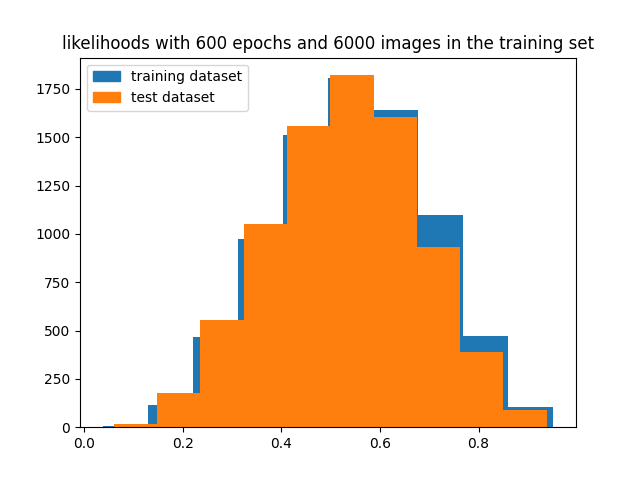 likelihoods with 600 epochs and 6000 images in the training set
training dataset
test dataset
1750
1500
1250
1000
750
500
250
0
0.0 0.2 0.4 0.6 0.8